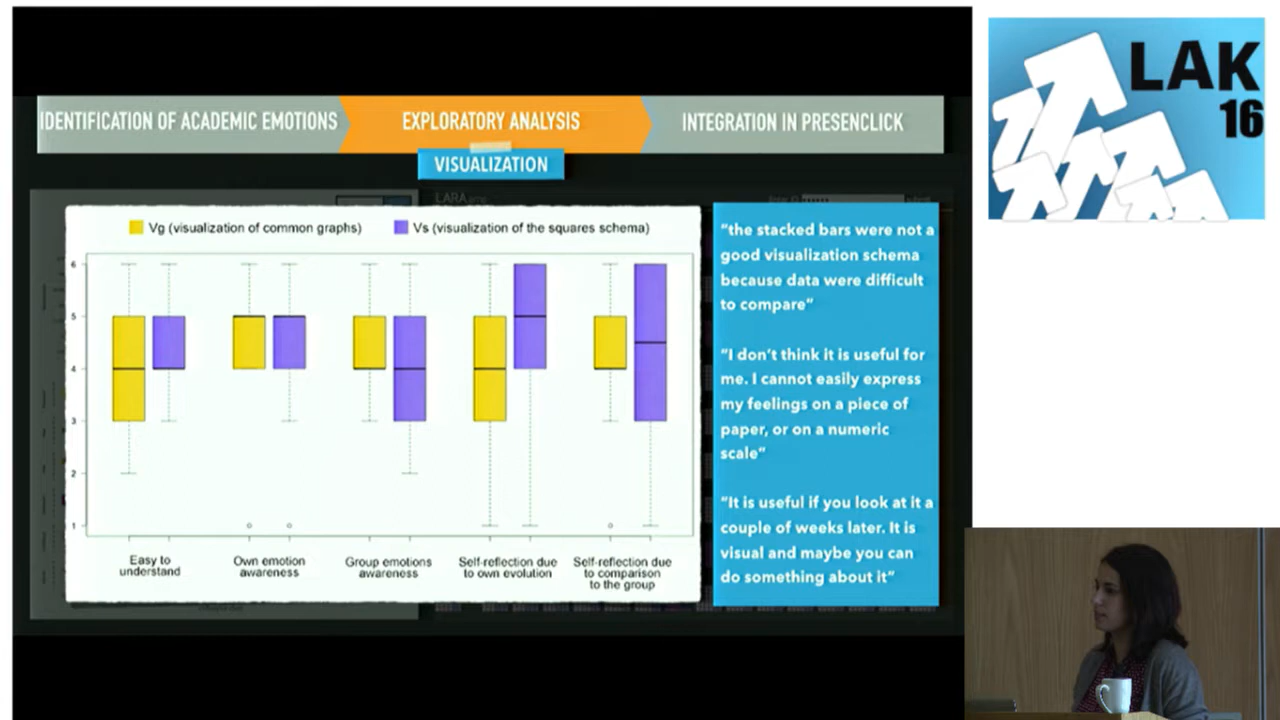 IDENTIFICATION OF ACADEMIC EMOTIONS
EXPLORATORY ANALYSIS
INTEGRATION IN PRESENCLICK
VISUALIZATION
LARA
Vg (visualization of common graphs)
Vs (visualization of the squares schema)
6
5
4
3
2
1
Easy to
understand
Own emotion
awareness
Group emotions
awareness
Self-reflection due
to own evolution
Self-reflection due
to comparison
to the group
"the stacked bars were not a
good visualization schema
because data were difficult
to compare"
"I don't think it is useful for
me. I cannot easily express
my feelings on a piece of
paper, or on a numeric
scale"
"It is useful if you look at it a
couple of weeks later. It is
visual and maybe you can
do something about it"
LAK
16